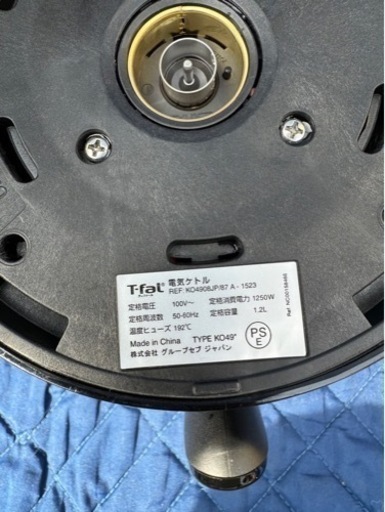 T-fal 電気ケトル
REF: KO4908JP/87 A - 1523
定格電圧 100V~ 定格消費電力 1250W
定格周波数 50-60Hz 定格容量 1.2L
温度ヒューズ 192℃
Made in China TYPE KO49*
株式会社 グループセブ ジャパン
PS
E